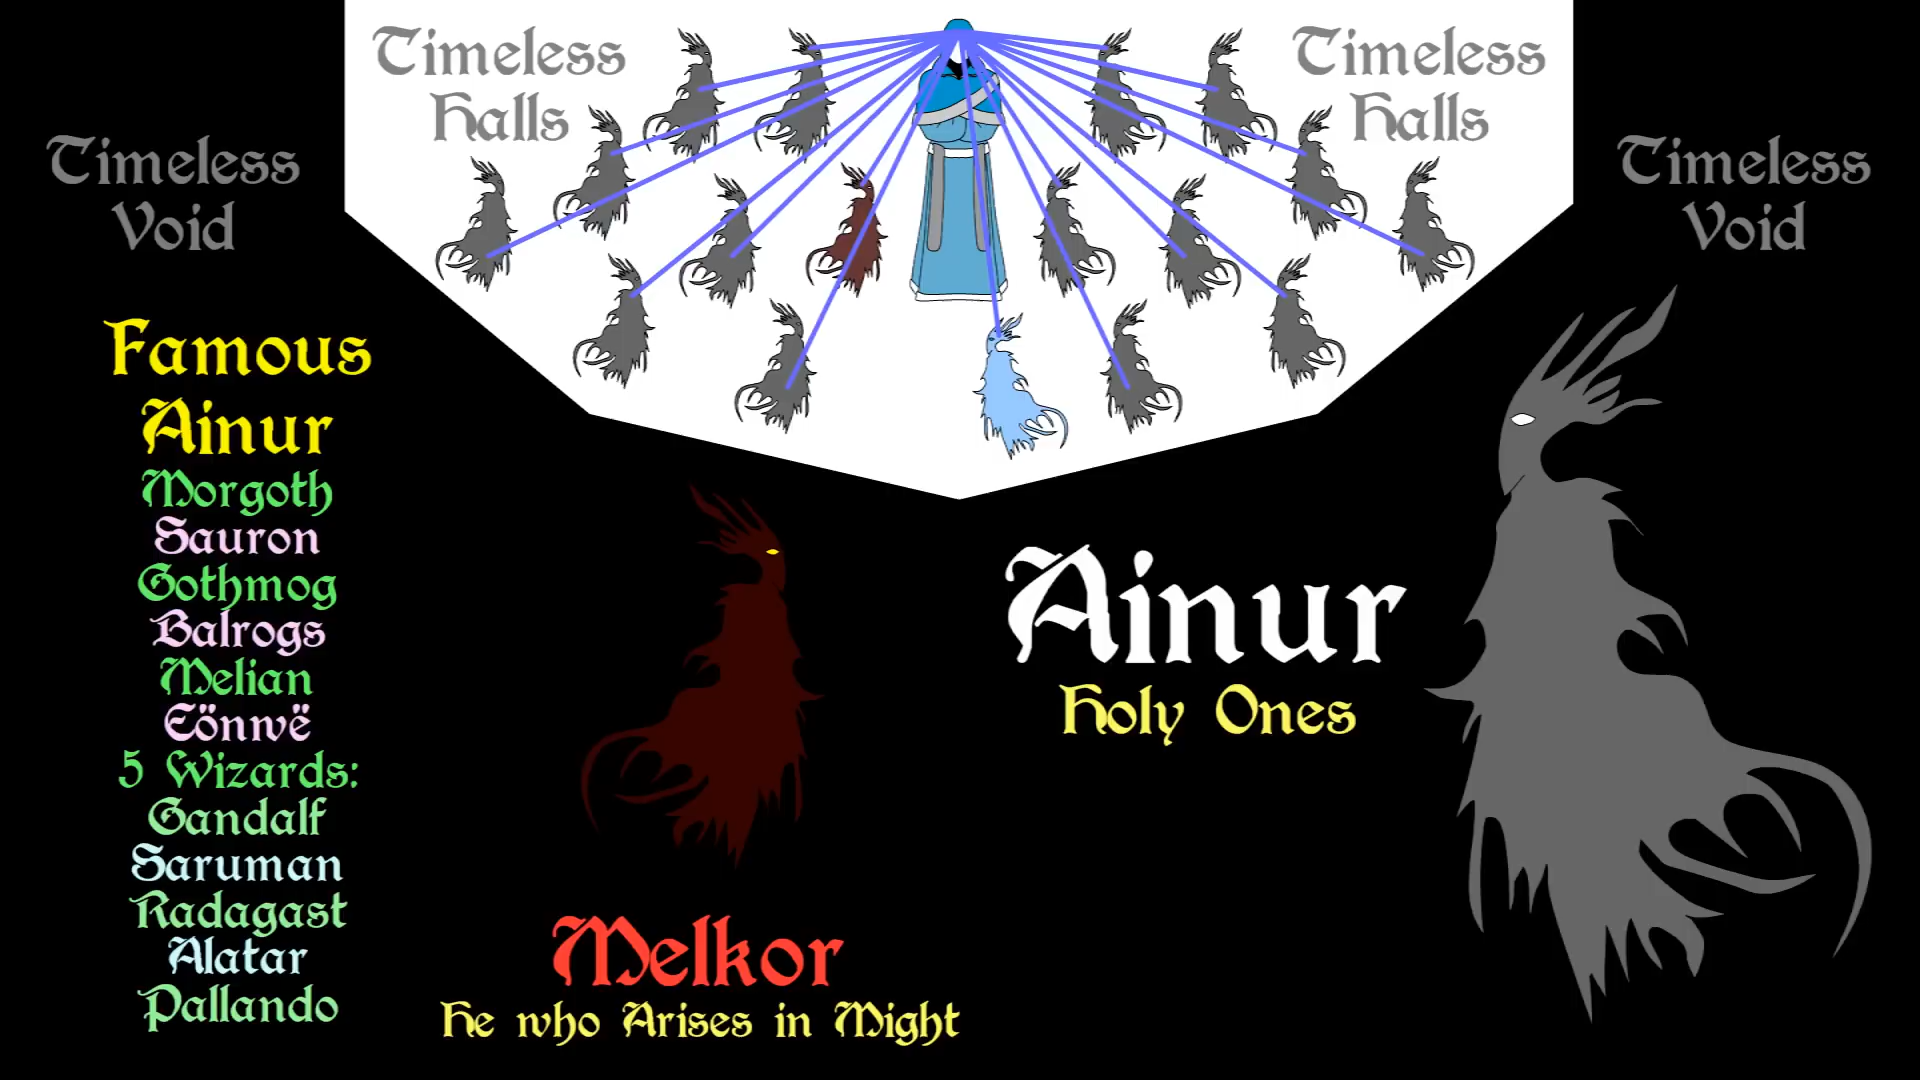 Timeless
Halls
Timeless
Halls
Timeless
Void
Timeless
Void
Famous
Ainur
Morgoth
Sauron
Gothmog
Balrogs
Melian
Eönwë
5 Wizards:
Gandalf
Saruman
Radagast
Alatar
Pallando
Ainur
Holy Ones
Melkor
He who Arises in Might